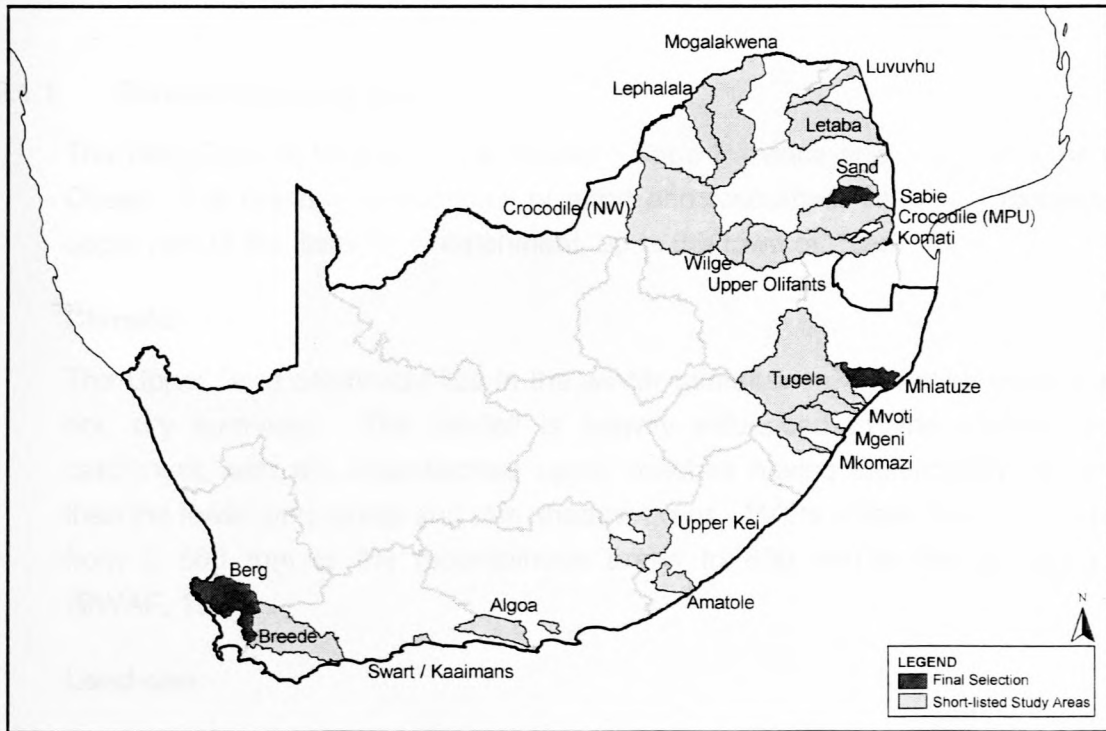 Mogalakwena
Luvuvhu
Lephalala
Letaba
Sand
Sabie
Crocodile (NW)
Crocodile (MPU)
Komati
Wilge
Upper Olifants
Tugela
Mhlatuze
Mvoti
Mgeni
Mkomazi
Upper Kei
Berg
Amatole
Algoa
Breede
Swart / Kaaimans
N
LEGEND
Final Selection
Short-listed Study Areas